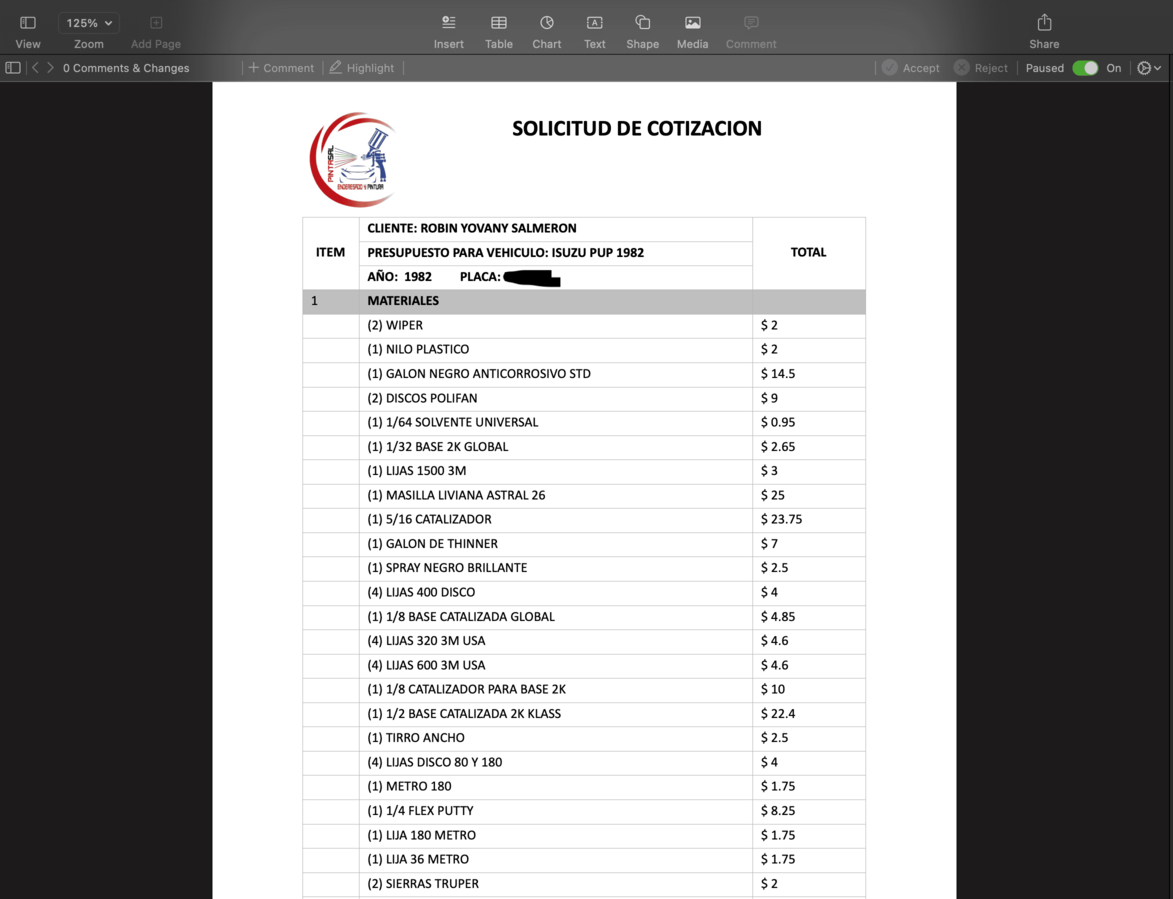 125%
View
Zoom
Add Page
Insert
Table
Chart
Text
Shape
Media
Comment
Share
0 Comments & Changes
Comment
Highlight
Accept
Reject
Paused
On
SOLICITUD DE COTIZACION
PINTASAL
ENDEREZADO Y PINTURA
CLIENTE: ROBIN YOVANY SALMERON
ITEM PRESUPUESTO PARA VEHICULO: ISUZU PUP 1982 TOTAL
AÑO: 1982 PLACA:
1 MATERIALES
(2) WIPER $ 2
(1) NILO PLASTICO $ 2
(1) GALON NEGRO ANTICORROSIVO STD $ 14.5
(2) DISCOS POLIFAN $ 9
(1) 1/64 SOLVENTE UNIVERSAL $ 0.95
(1) 1/32 BASE 2K GLOBAL $ 2.65
(1) LIJAS 1500 3M $ 3
(1) MASILLA LIVIANA ASTRAL 26 $ 25
(1) 5/16 CATALIZADOR $ 23.75
(1) GALON DE THINNER $ 7
(1) SPRAY NEGRO BRILLANTE $ 2.5
(4) LIJAS 400 DISCO $ 4
(1) 1/8 BASE CATALIZADA GLOBAL $ 4.85
(4) LIJAS 320 3M USA $ 4.6
(4) LIJAS 600 3M USA $ 4.6
(1) 1/8 CATALIZADOR PARA BASE 2K $ 10
(1) 1/2 BASE CATALIZADA 2K KLASS $ 22.4
(1) TIRRO ANCHO $ 2.5
(4) LIJAS DISCO 80 Y 180 $ 4
(1) METRO 180 $ 1.75
(1) 1/4 FLEX PUTTY $ 8.25
(1) LIJA 180 METRO $ 1.75
(1) LIJA 36 METRO $ 1.75
(2) SIERRAS TRUPER $ 2